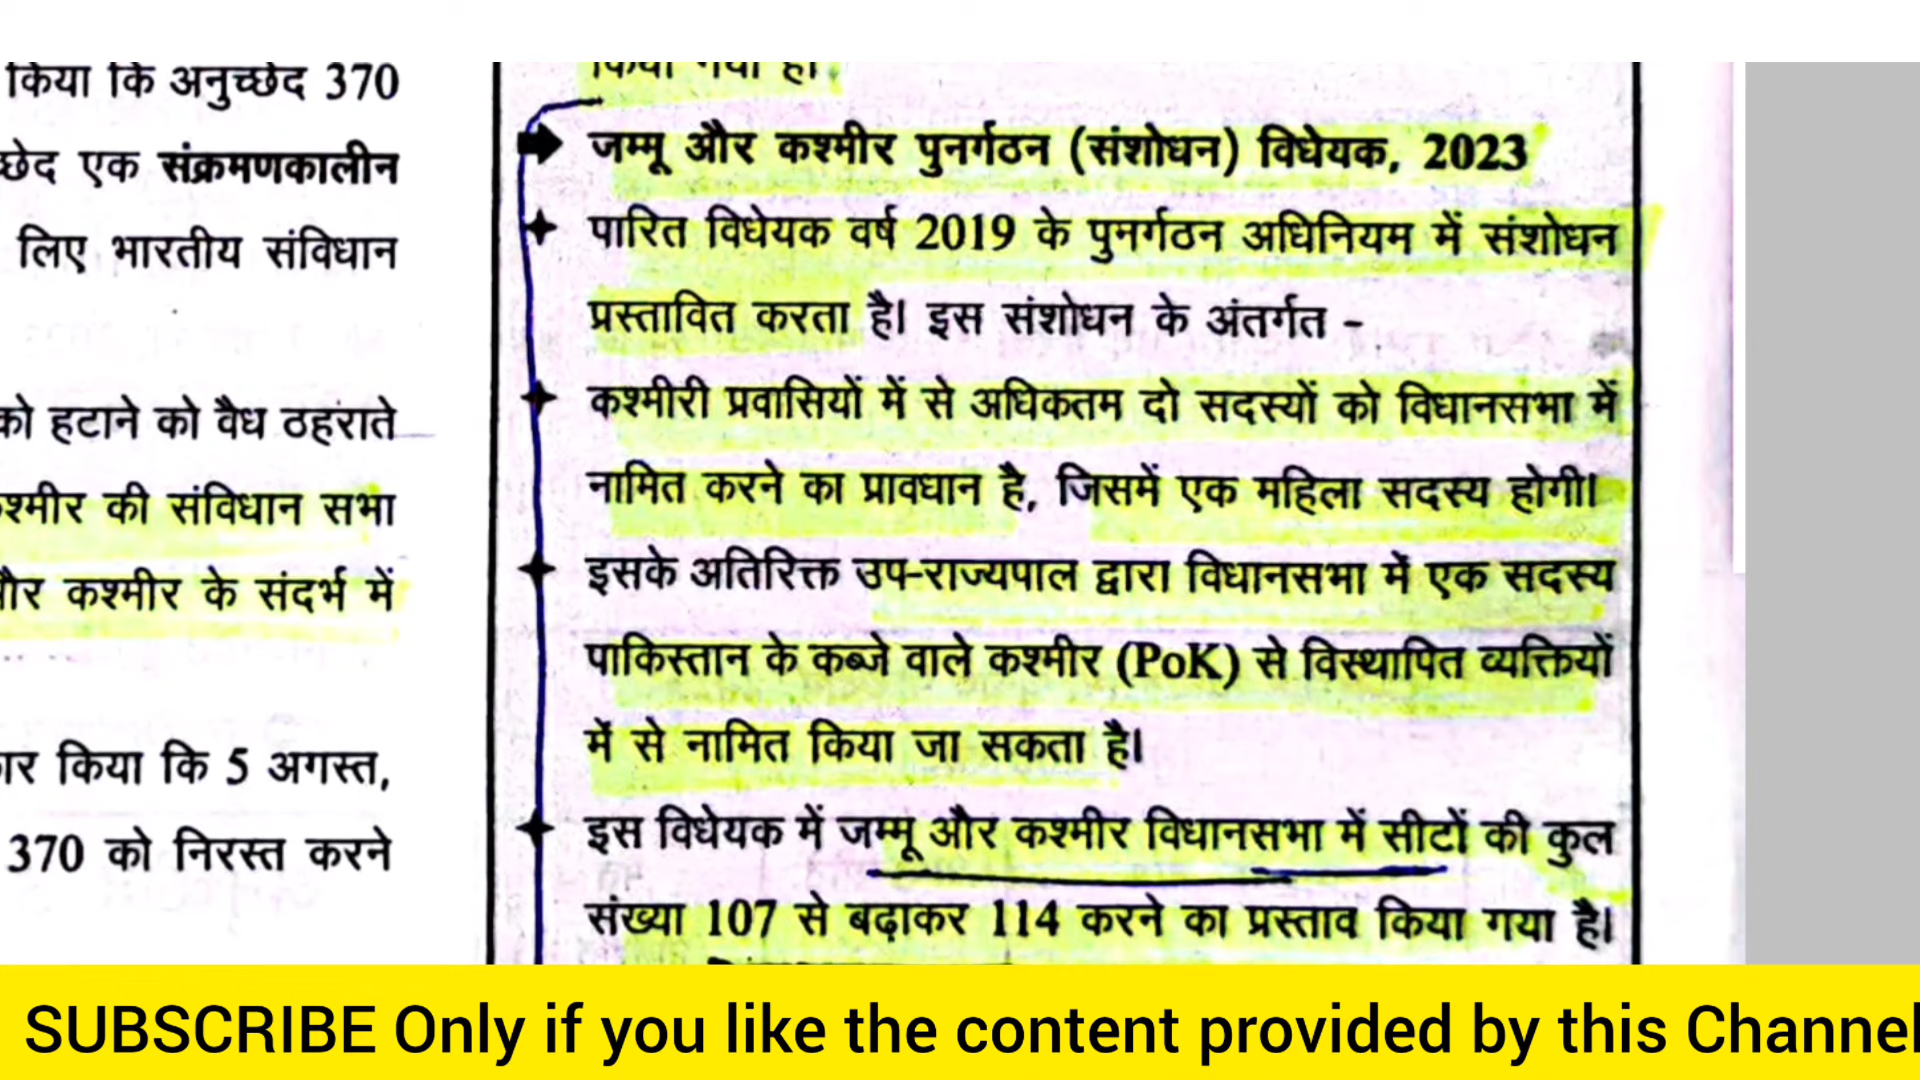 किया कि अनुच्छेद 370
छेद एक संक्रमणकालीन
लिए भारतीय संविधान
को हटाने को वैध ठहराते
श्मीर की संविधान सभा
और कश्मीर के संदर्भ में
किया कि 5 अगस्त,
370 को निरस्त करने
किया गया है।
जम्मू और कश्मीर पुनर्गठन (संशोधन) विधेयक, 2023
पारित विधेयक वर्ष 2019 के पुनर्गठन अधिनियम में संशोधन
प्रस्तावित करता है। इस संशोधन के अंतर्गत -
कश्मीरी प्रवासियों में से अधिकतम दो सदस्यों को विधानसभा में
नामित करने का प्रावधान है, जिसमें एक महिला सदस्य होगी।
इसके अतिरिक्त उप-राज्यपाल द्वारा विधानसभा में एक सदस्य
पाकिस्तान के कब्जे वाले कश्मीर (PoK) से विस्थापित व्यक्तियों
में से नामित किया जा सकता है।
इस विधेयक में जम्मू और कश्मीर विधानसभा में सीटों की कुल
संख्या 107 से बढ़ाकर 114 करने का प्रस्ताव किया गया है।
SUBSCRIBE Only if you like the content provided by this Channel